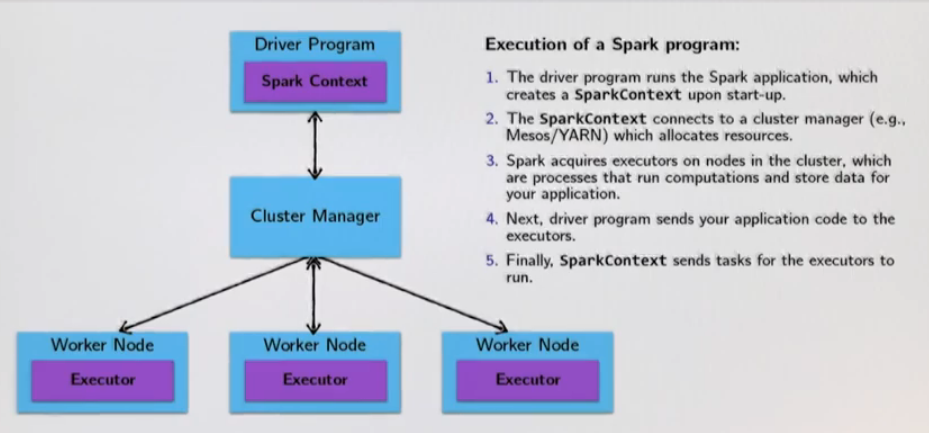 Driver Program
Spark Context
Cluster Manager
Worker Node
Executor
Worker Node
Executor
Worker Node
Executor
Execution of a Spark program:
1. The driver program runs the Spark application, which
creates a SparkContext upon start-up.
2. The SparkContext connects to a cluster manager (e.g.,
Mesos/YARN) which allocates resources.
3. Spark acquires executors on nodes in the cluster, which
are processes that run computations and store data for
your application.
4. Next, driver program sends your application code to the
executors.
5. Finally, SparkContext sends tasks for the executors to
run.